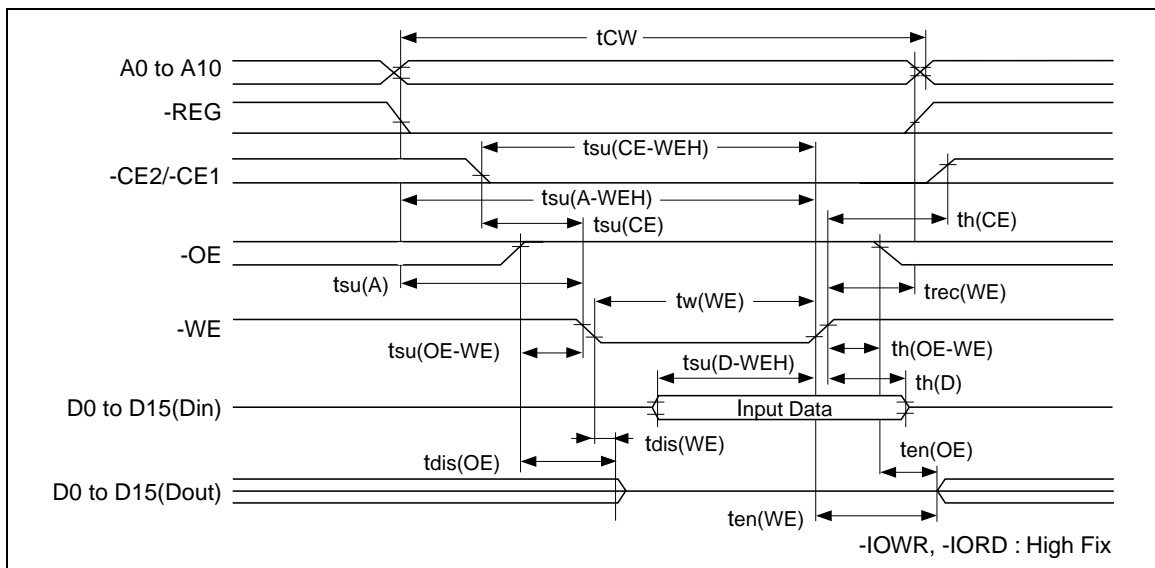 tCW
A0 to A10
-REG
tsu(CE-WEH)
-CE2/-CE1
tsu(A-WEH)
tsu(CE)
th(CE)
-OE
tsu(A)
trec(WE)
tw(WE)
-WE
tsu(OE-WE)
th(OE-WE)
tsu(D-WEH)
th(D)
D0 to D15(Din)
Input Data
tdis(WE)
ten(OE)
tdis(OE)
D0 to D15(Dout)
ten(WE)
-IOWR, -IORD : High Fix